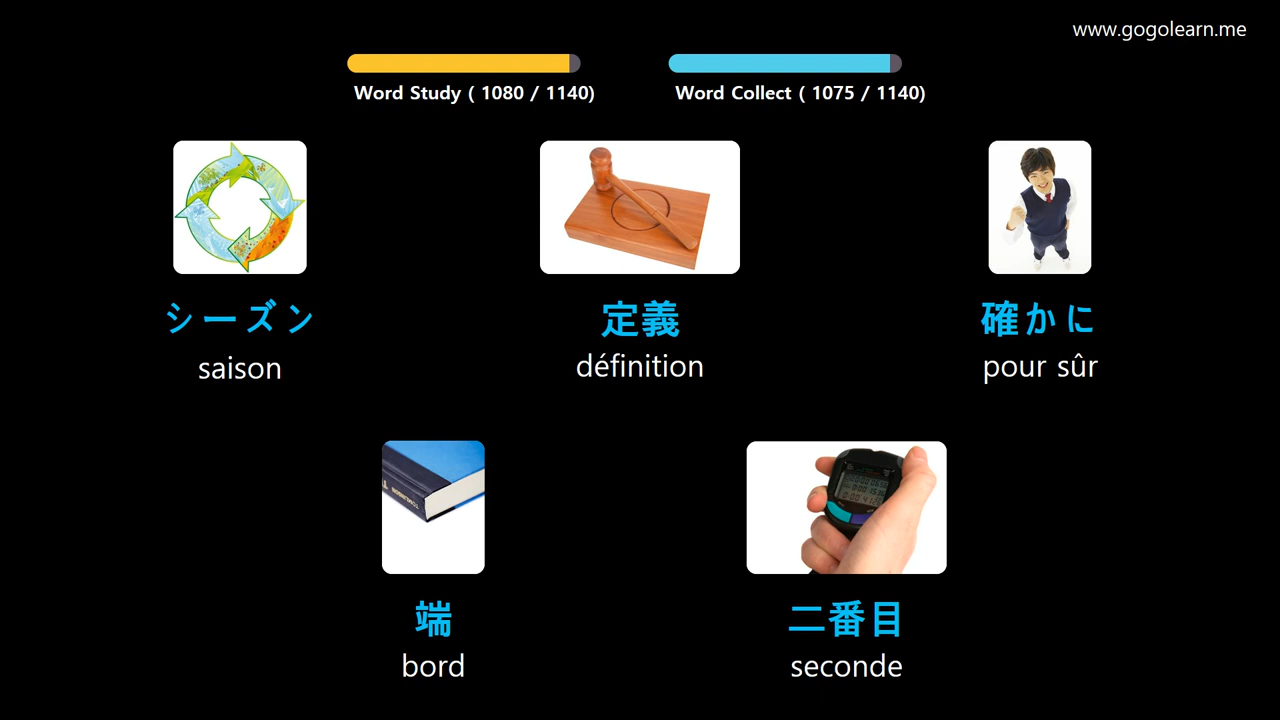 www.gogolearn.me
Word Study ( 1080 / 1140)
Word Collect ( 1075 / 1140)
シーズン
saison
定義
définition
確かに
pour sûr
TOMLINSON
端
bord
二番目
seconde